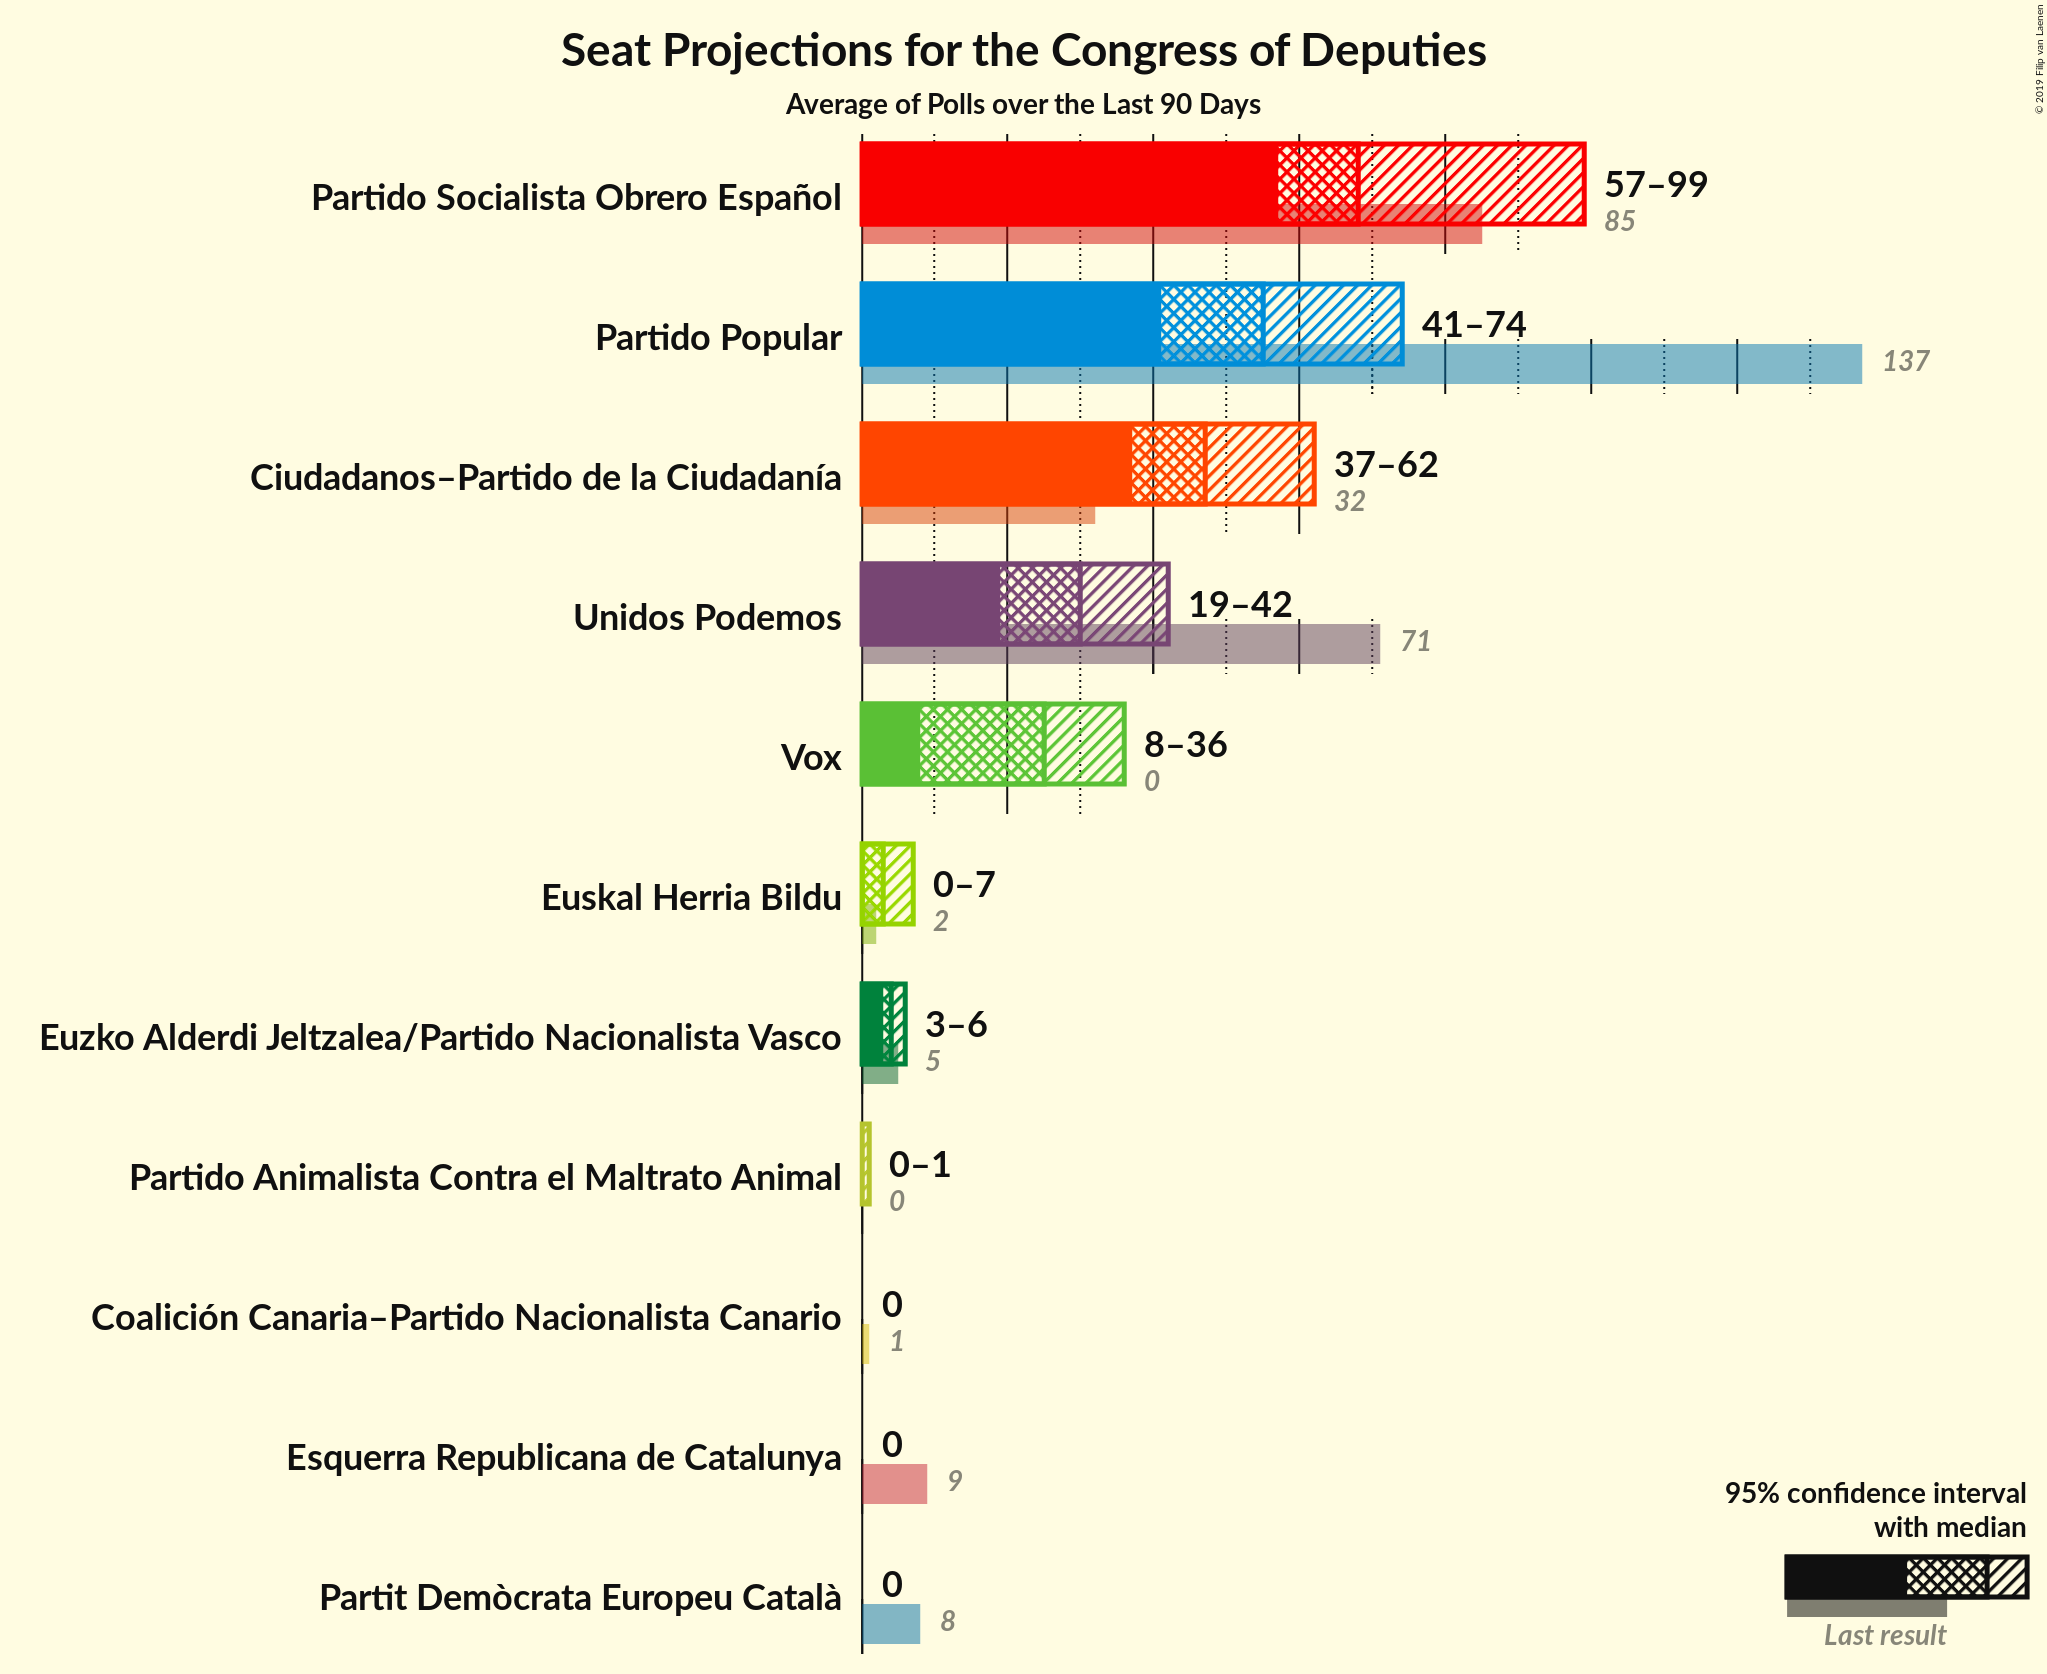 Seat Projections for the Congress of Deputies
Average of Polls over the Last 90 Days
© 2019 Filip van Laenen
Partido Socialista Obrero Español
57–99
85
Partido Popular
41–74
137
Ciudadanos–Partido de la Ciudadanía
37–62
32
Unidos Podemos
19–42
71
Vox
8–36
0
Euskal Herria Bildu
0–7
2
Euzko Alderdi Jeltzalea/Partido Nacionalista Vasco
3–6
5
Partido Animalista Contra el Maltrato Animal
0–1
0
Coalición Canaria–Partido Nacionalista Canario
0
1
Esquerra Republicana de Catalunya
0
9
Partit Demòcrata Europeu Català
0
8
95% confidence interval
with median
Last result